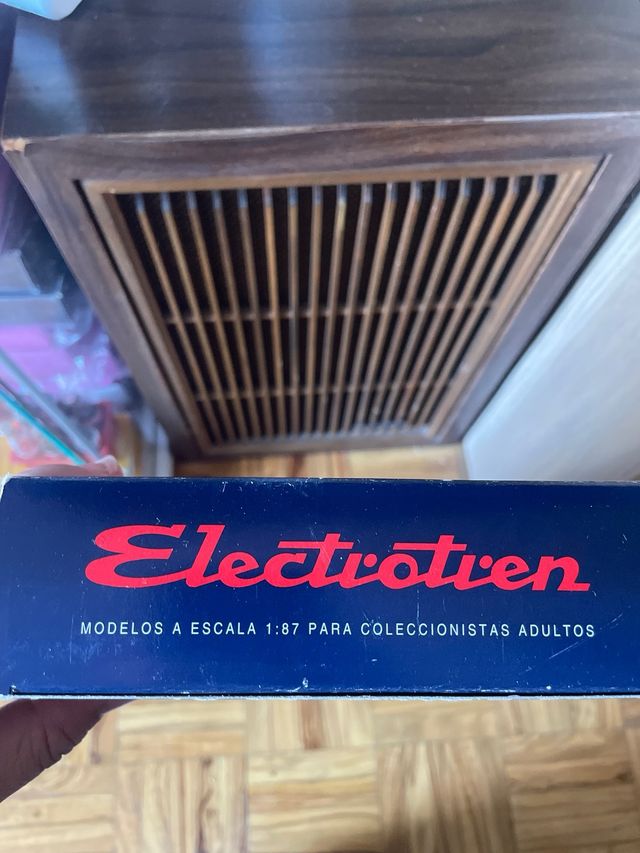 Electrotren
MODELOS A ESCALA 1:87 PARA COLECCIONISTAS ADULTOS